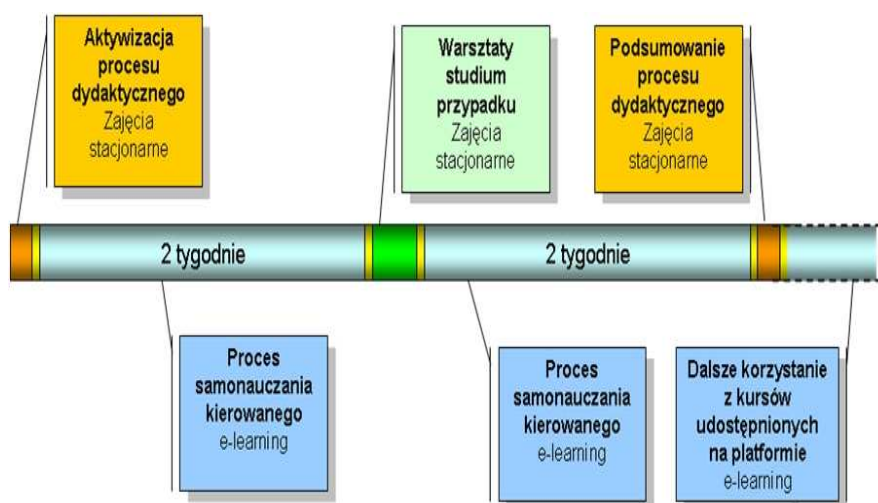 Aktywizacja
procesu
dydaktycznego
Zajęcia
stacjonarne
Warsztaty
studium
przypadku
Zajęcia
stacjonarne
Podsumowanie
procesu
dydaktycznego
Zajęcia
stacjonarne
2 tygodnie
2 tygodnie
Proces
samonauczania
kierowanego
e-learning
Proces
samonauczania
kierowanego
e-learning
Dalsze korzystanie
z kursów
udostępnionych
na platformie
e-learning